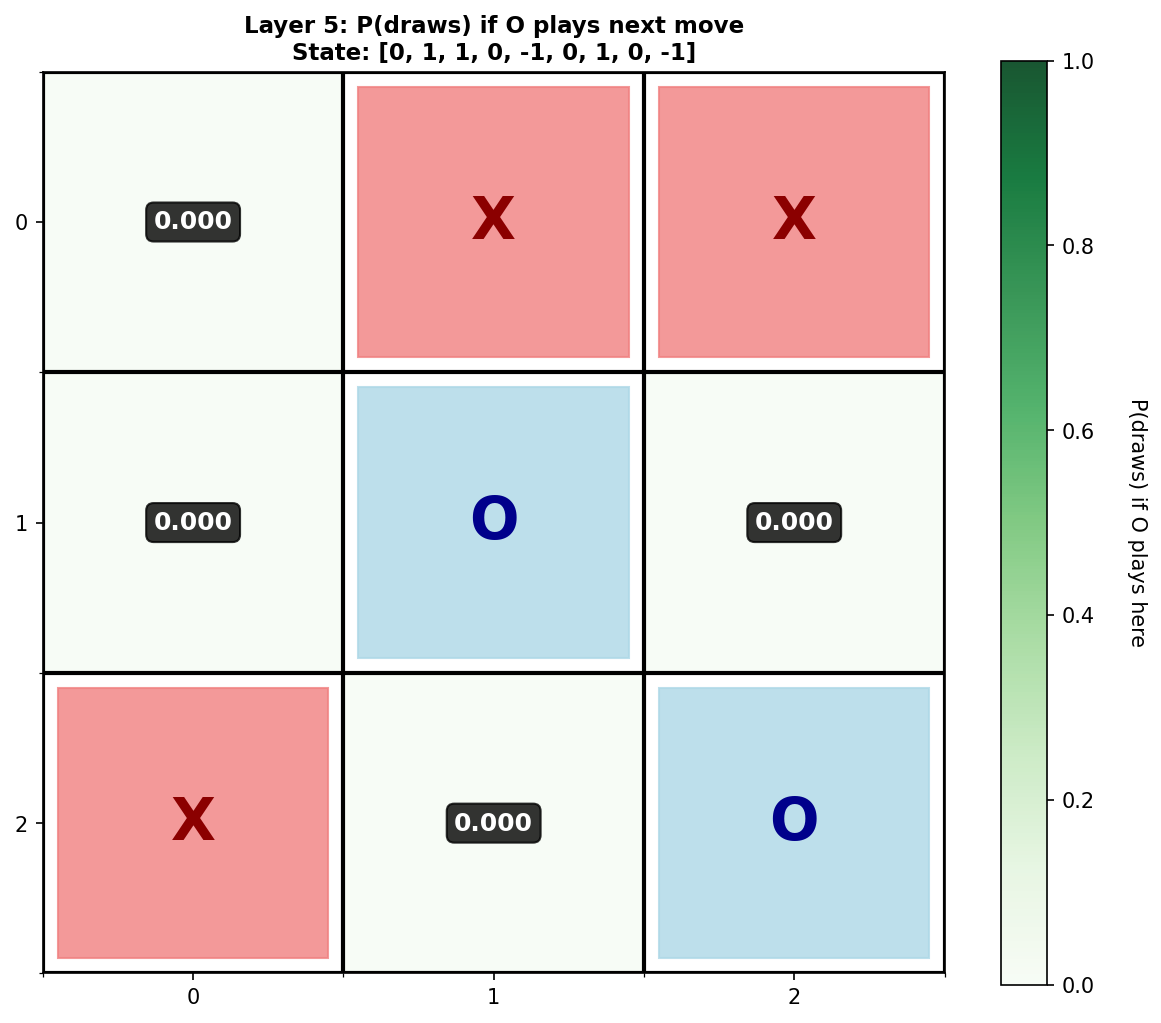 Layer 5: P(draws) if O plays next move
State: [0, 1, 1, 0, -1, 0, 1, 0, -1]
1.0
0 0.000 X X
0.8
0.6
P(draws) if O plays here
1 0.000 O 0.000
0.4
0.2
2 X 0.000 O
0.0
0 1 2